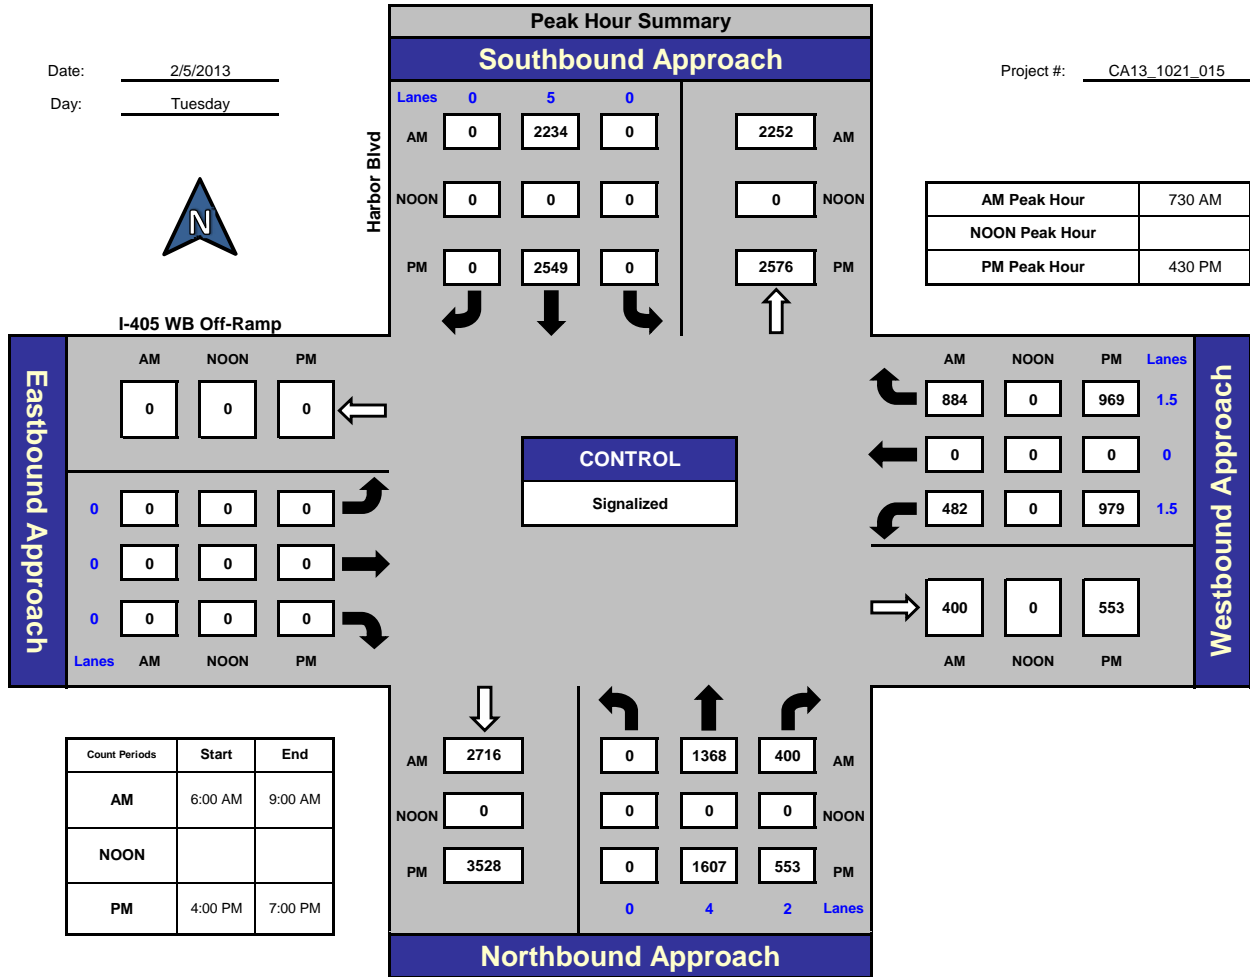 Peak Hour Summary
Southbound Approach
Date: 2/5/2013
Project #: CA13_1021_015
Day: Tuesday
Lanes 0 5 0
AM 0 2234 0 2252 AM
Harbor Blvd
N
NOON 0 0 0 0 NOON
AM Peak Hour 730 AM
NOON Peak Hour
PM Peak Hour 430 PM
PM 0 2549 0 2576 PM
I-405 WB Off-Ramp
AM NOON PM
0 0 0
AM NOON PM Lanes
884 0 969 1.5
0 0 0 0
482 0 979 1.5
Eastbound Approach
CONTROL
Signalized
Westbound Approach
0 0 0 0
0 0 0 0
0 0 0 0
Lanes AM NOON PM
400 0 553
AM NOON PM
Count Periods Start End
AM 6:00 AM 9:00 AM
NOON
PM 4:00 PM 7:00 PM
AM 2716 0 1368 400 AM
NOON 0 0 0 0 NOON
PM 3528 0 1607 553 PM
0 4 2 Lanes
Northbound Approach